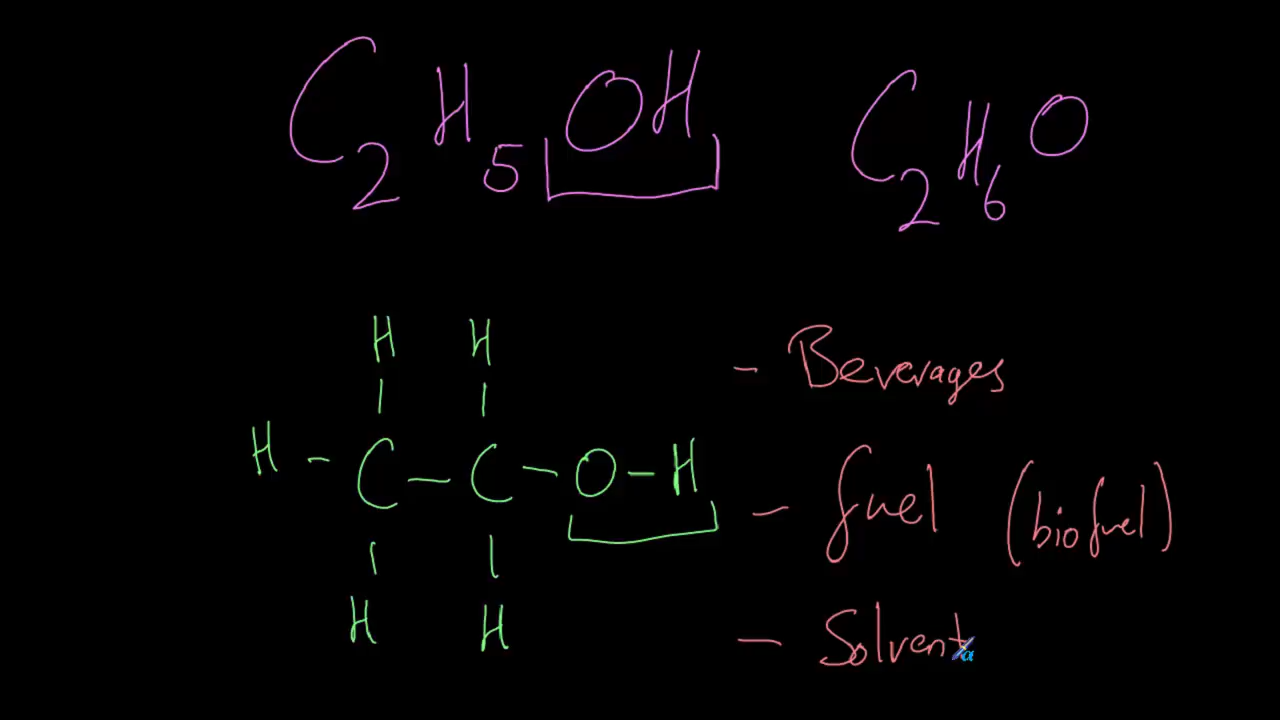 C2H5OH C2H6O
H H
H - C - C - O - H
H H
- Beverages
- fuel (biofuel)
- Solvent